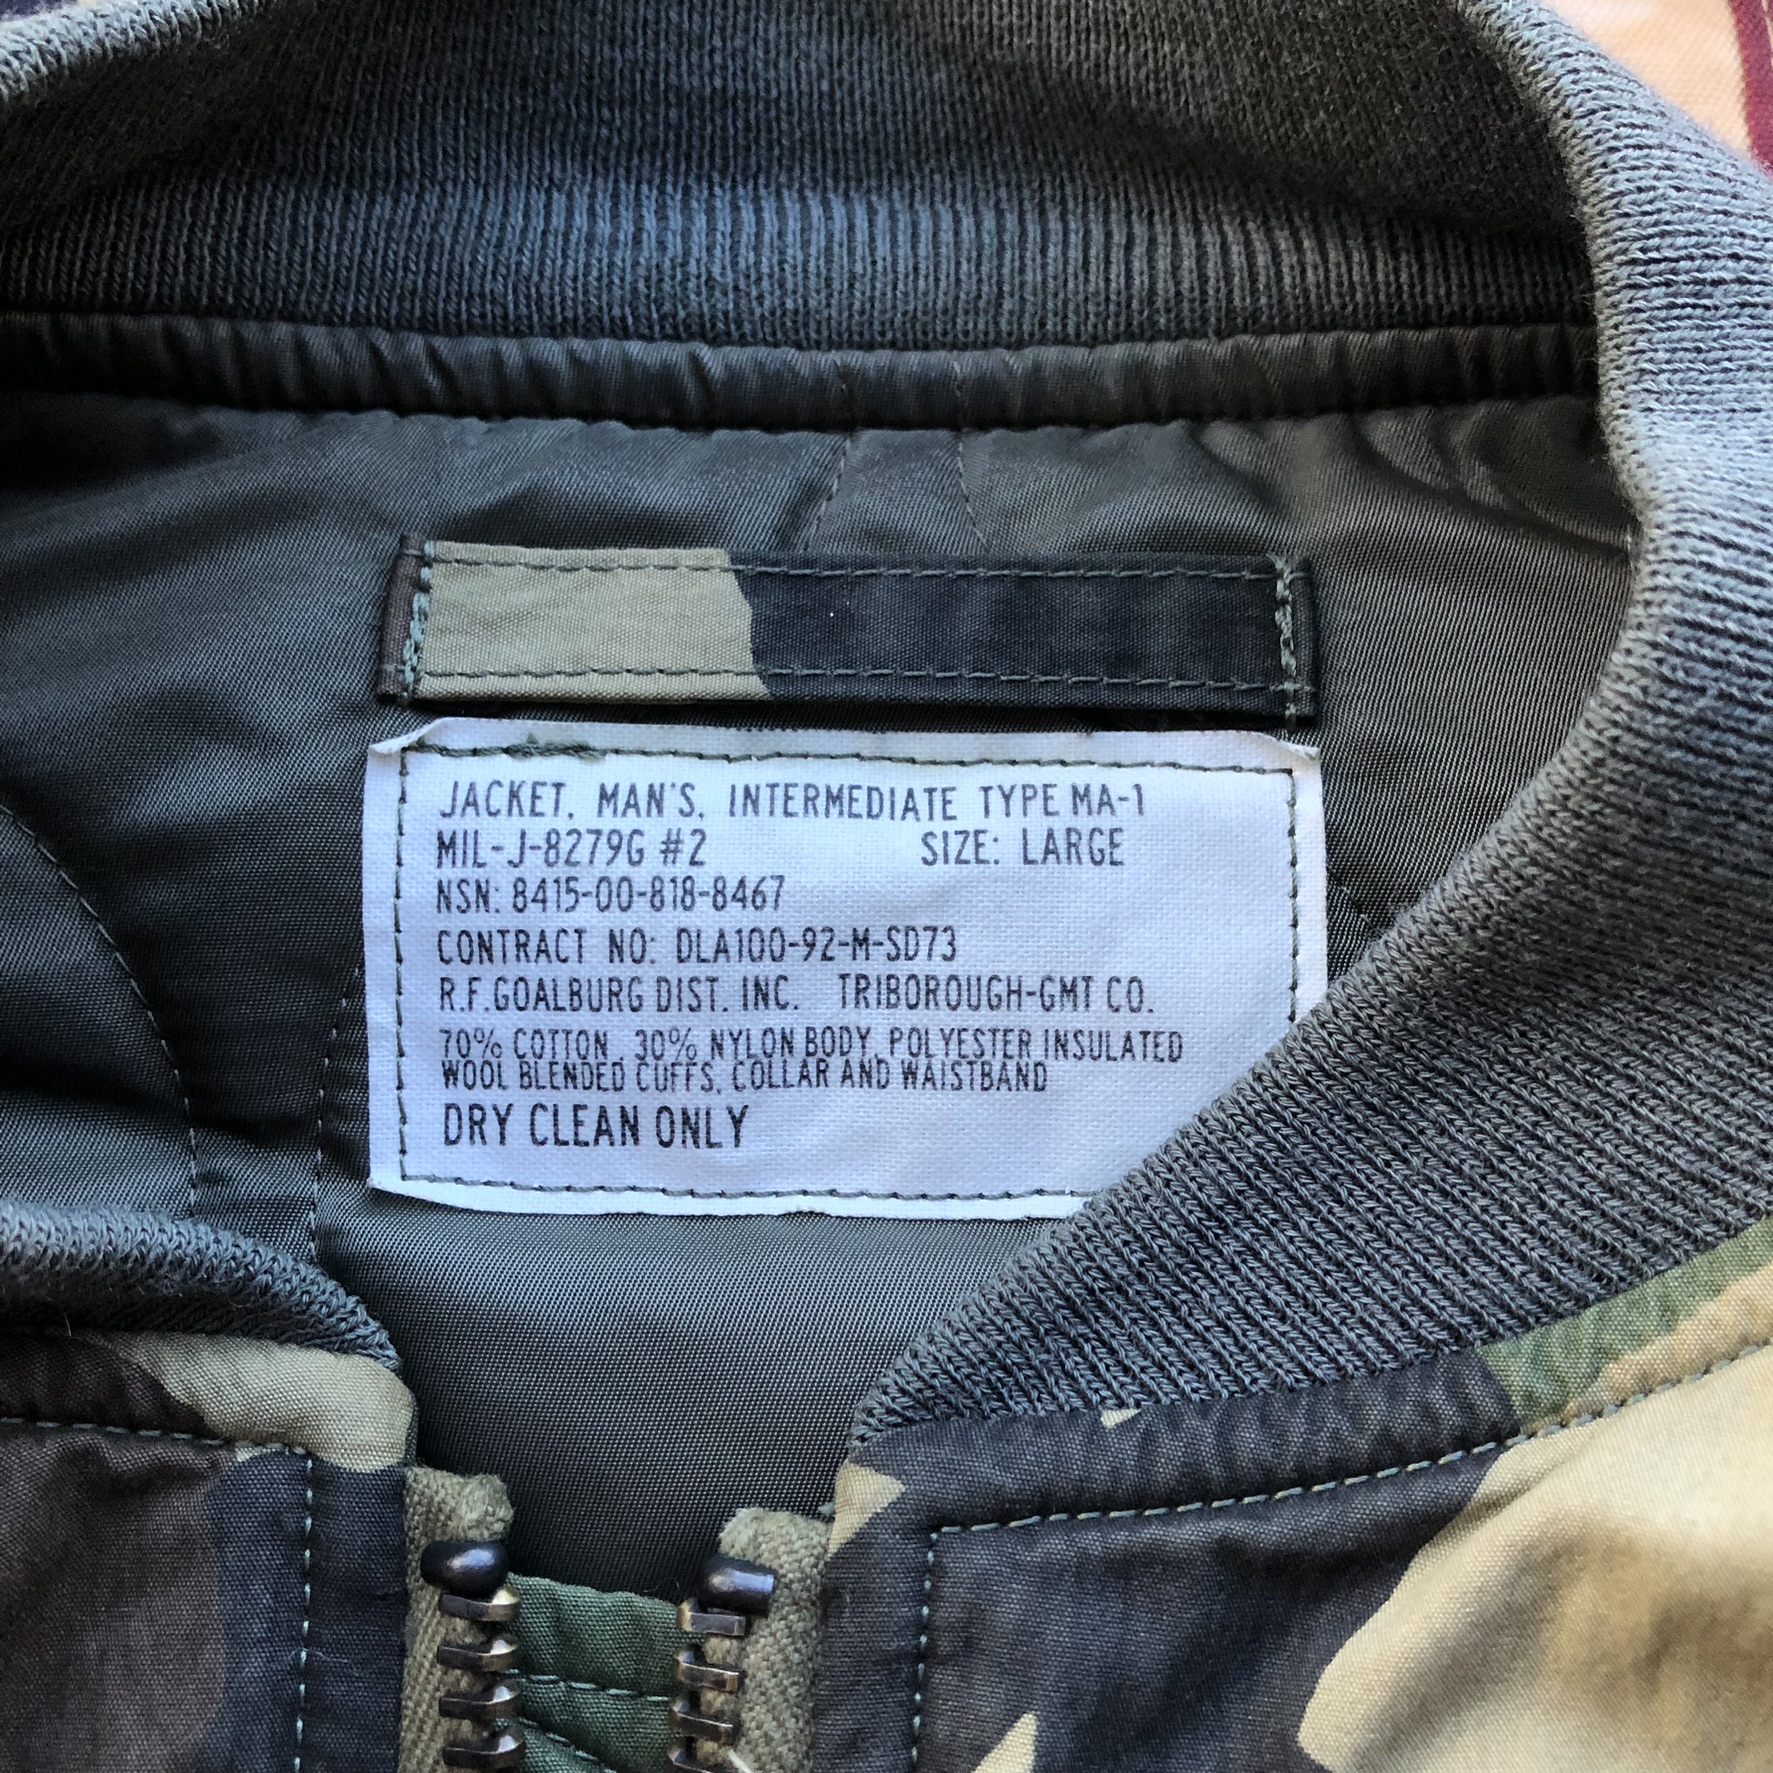 JACKET, MAN'S, INTERMEDIATE TYPE MA-1
MIL-J-8279G #2 SIZE: LARGE
NSN: 8415-00-818-8467
CONTRACT NO: DLA100-92-M-SD73
R.F.GOALBURG DIST. INC. TRIBOROUGH-GMT CO.
70% COTTON, 30% NYLON BODY, POLYESTER INSULATED
WOOL BLENDED CUFFS, COLLAR AND WAISTBAND
DRY CLEAN ONLY